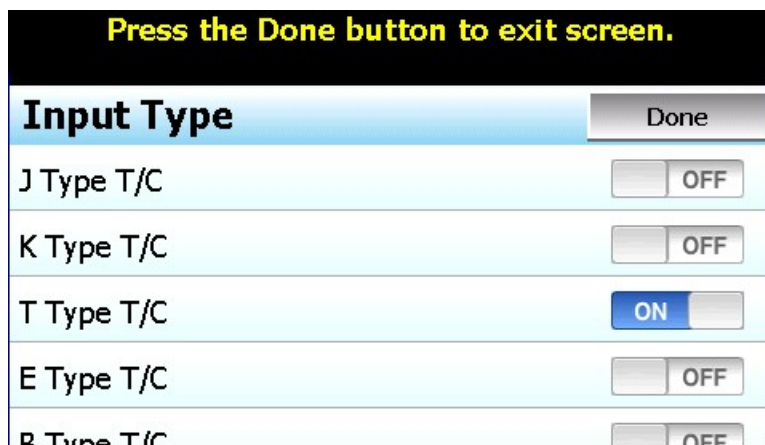 Press the Done button to exit screen.
Input Type Done
J Type T/C OFF
K Type T/C OFF
T Type T/C ON
E Type T/C OFF
Type T/C OFF